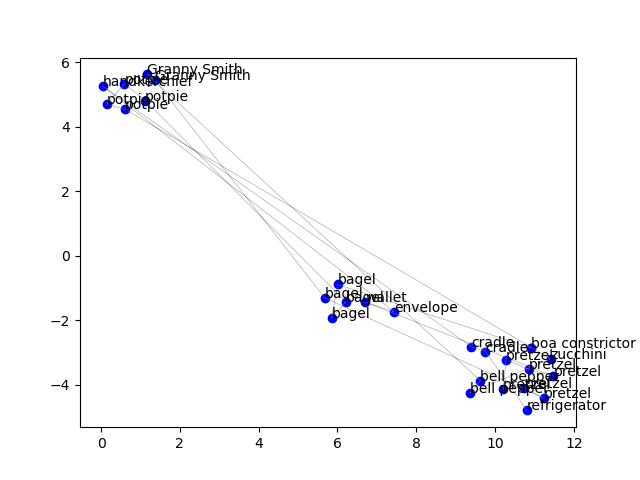 6
4
2
0
−2
−4
0
2
4
6
8
10
12
Granny Smith
Granny Smith
handkerchief
potpie
potpie
potpie
potpie
bagel
bagel
bagel
wallet
envelope
bagel
cradle
boa constrictor
cradle
pretzel
zucchini
pretzel
pretzel
bell pepper
bell pepper
pretzel
pretzel
pretzel
refrigerator